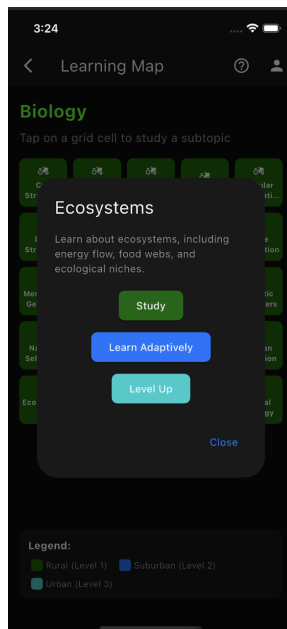 3:24
Learning Map
Biology
Tap on a grid cell to study a subtopic
Ecosystems
Learn about ecosystems, including
energy flow, food webs, and
ecological niches.
Study
Learn Adaptively
Level Up
Close
Legend:
Rural (Level 1) Suburban (Level 2)
Urban (Level 3)